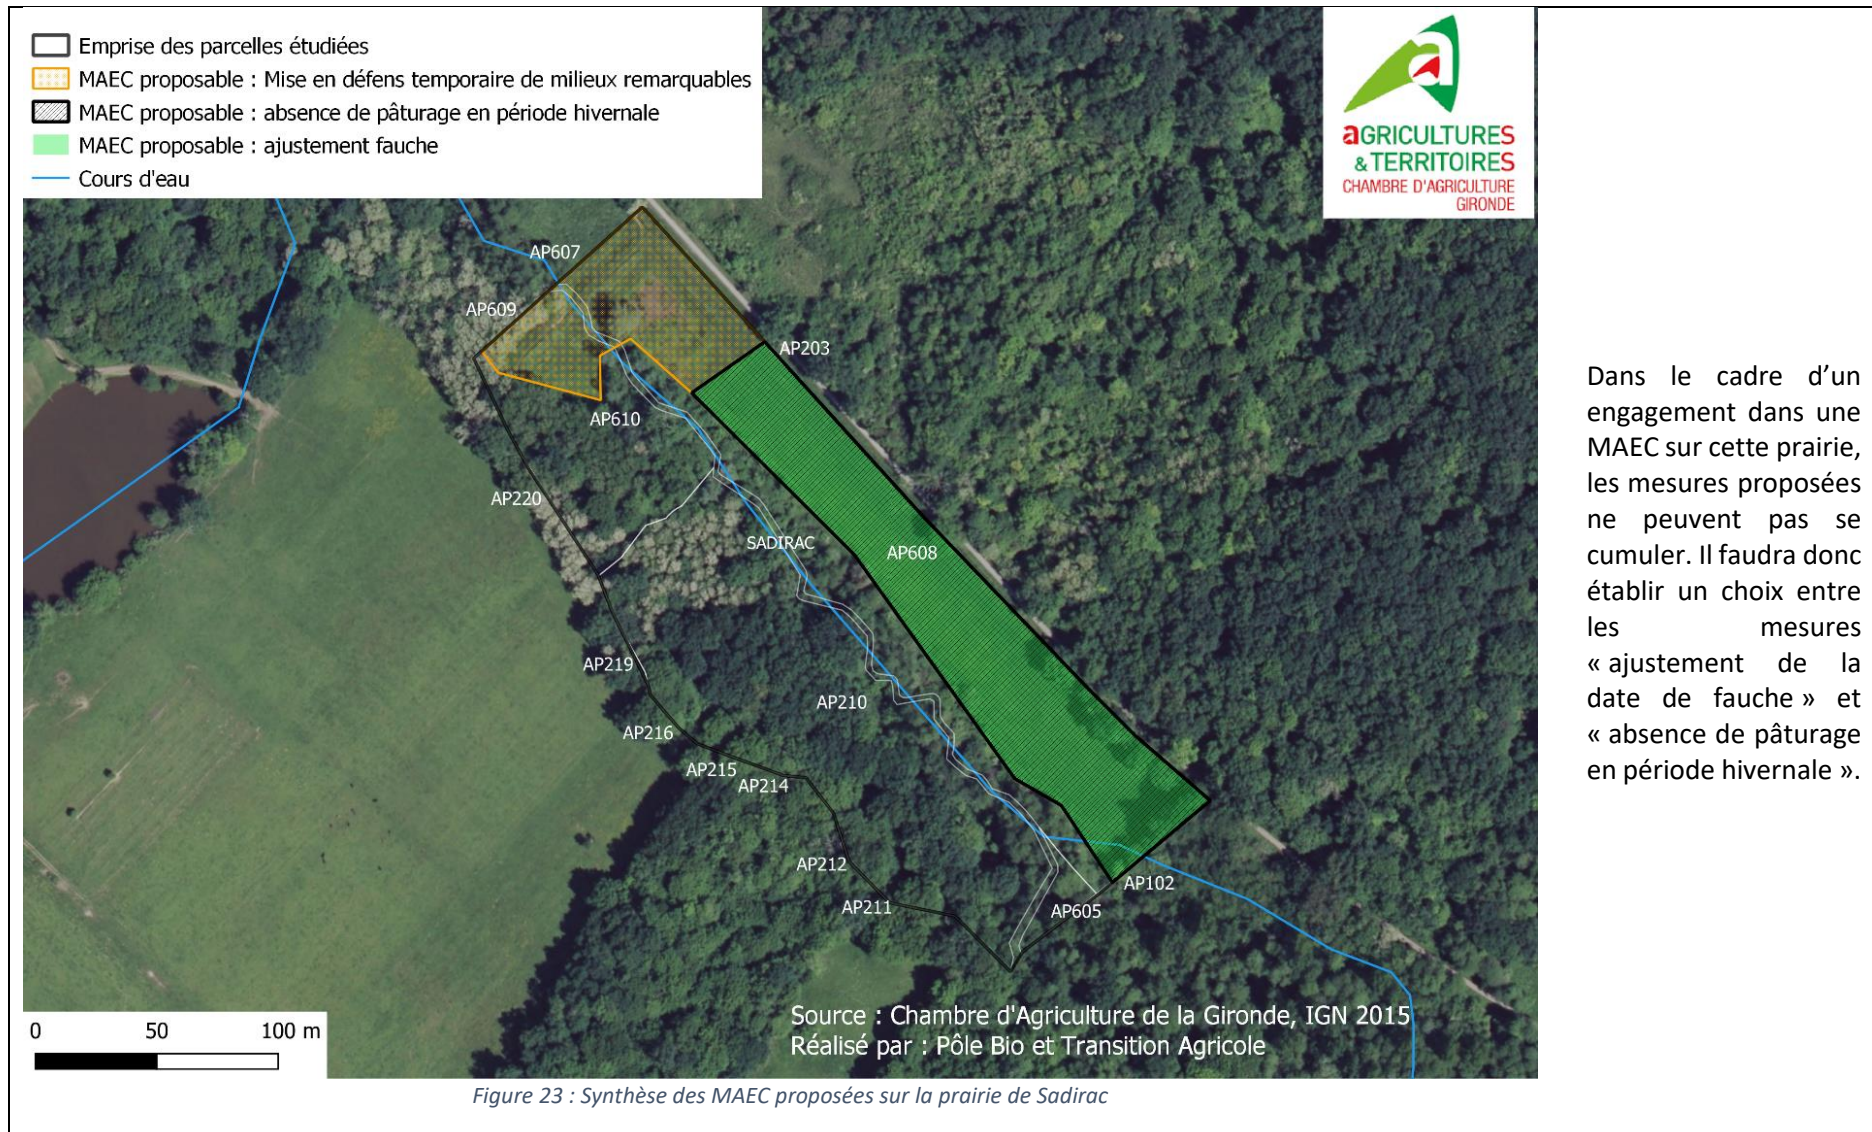 Emprise des parcelles étudiées
MAEC proposable : Mise en défens temporaire de milieux remarquables
MAEC proposable : absence de pâturage en période hivernale
MAEC proposable : ajustement fauche
Cours d'eau
a
aGRICULTURES
& TERRITOIRES
CHAMBRE D'AGRICULTURE
GIRONDE
AP607
AP609
AP203
AP610
AP220
SADIRAC
AP608
AP219
AP210
AP216
AP215
AP214
AP212
AP211
AP102
AP605
0 50 100 m
Source : Chambre d'Agriculture de la Gironde, IGN 2015
Réalisé par : Pôle Bio et Transition Agricole
Figure 23 : Synthèse des MAEC proposées sur la prairie de Sadirac
Dans le cadre d’un
engagement dans une
MAEC sur cette prairie,
les mesures proposées
ne peuvent pas se
cumuler. Il faudra donc
établir un choix entre
les mesures
« ajustement de la
date de fauche » et
« absence de pâturage
en période hivernale ».